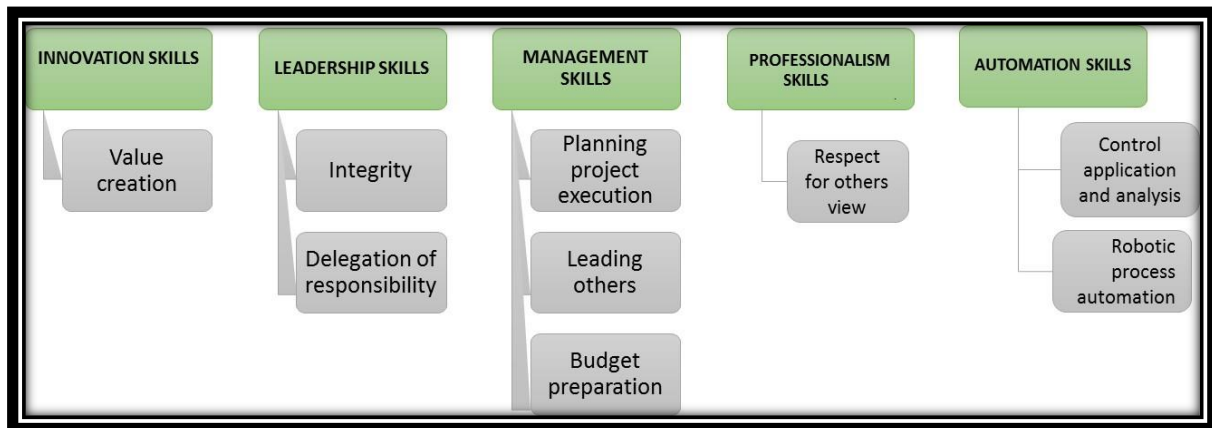 INNOVATION SKILLS
Value
creation
LEADERSHIP SKILLS
Integrity
Delegation of
responsibility
MANAGEMENT
SKILLS
Planning
project
execution
Leading
others
Budget
preparation
PROFESSIONALISM
SKILLS
.
Respect
for others
view
AUTOMATION SKILLS
Control
application
and analysis
Robotic
process
automation